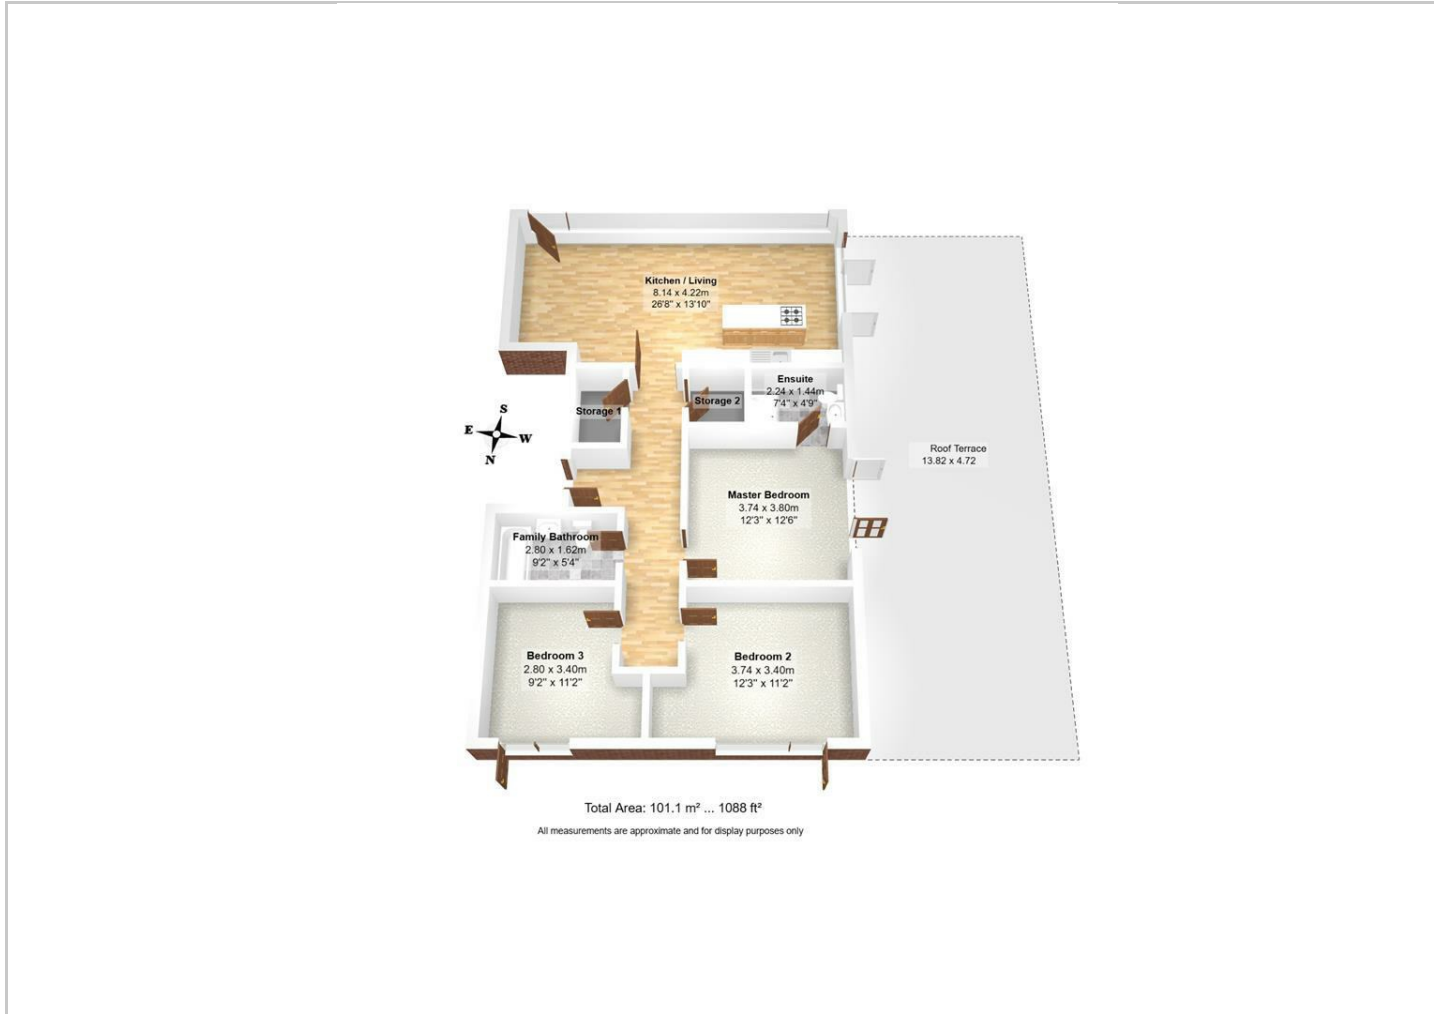 Kitchen / Living
8.14 x 4.22m
26'8" x 13'10"
Ensuite
2.24 x 1.44m
7'4" x 4'9"
Storage 1
Storage 2
S
E
W
N
Roof Terrace
13.82 x 4.72
Master Bedroom
3.74 x 3.80m
12'3" x 12'6"
Family Bathroom
2.80 x 1.62m
9'2" x 5'4"
Bedroom 3
2.80 x 3.40m
9'2" x 11'2"
Bedroom 2
3.74 x 3.40m
12'3" x 11'2"
Total Area: 101.1 m² ... 1088 ft²
All measurements are approximate and for display purposes only